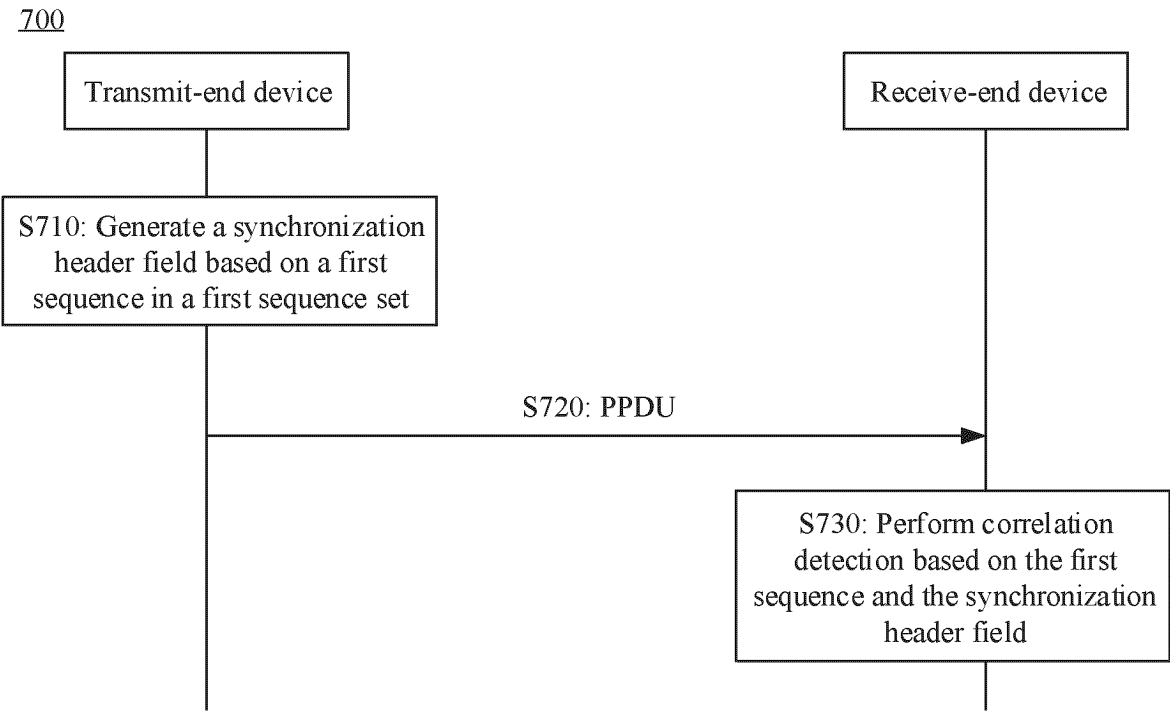 700
Transmit-end device
Receive-end device
S710: Generate a synchronization
header field based on a first
sequence in a first sequence set
S720: PPDU
S730: Perform correlation
detection based on the first
sequence and the synchronization
header field